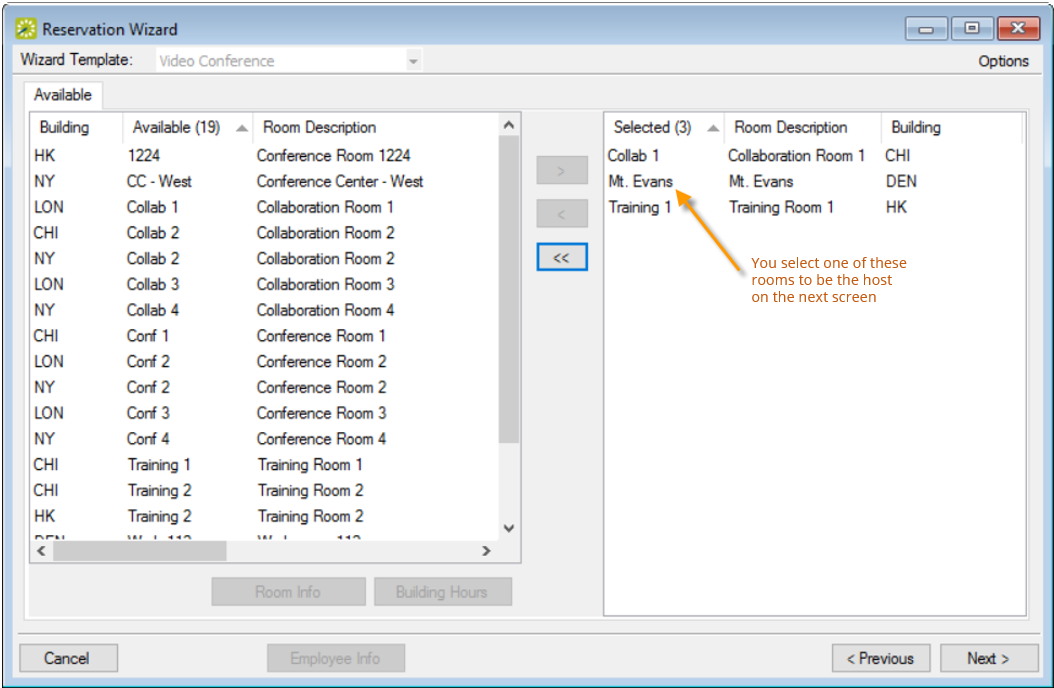 Reservation Wizard
Wizard Template: Video Conference Options
Available
Building Available (19) Room Description
HK 1224 Conference Room 1224
NY CC - West Conference Center - West
LON Collab 1 Collaboration Room 1
CHI Collab 2 Collaboration Room 2
NY Collab 2 Collaboration Room 2
LON Collab 3 Collaboration Room 3
NY Collab 4 Collaboration Room 4
CHI Conf 1 Conference Room 1
LON Conf 2 Conference Room 2
NY Conf 2 Conference Room 2
LON Conf 3 Conference Room 3
NY Conf 4 Conference Room 4
CHI Training 1 Training Room 1
CHI Training 2 Training Room 2
HK Training 2 Training Room 2
>
<
<<
Selected (3) Room Description Building
Collab 1 Collaboration Room 1 CHI
Mt. Evans Mt. Evans DEN
Training 1 Training Room 1 HK
You select one of these
rooms to be the host
on the next screen
Room Info Building Hours
Cancel Employee Info < Previous Next >